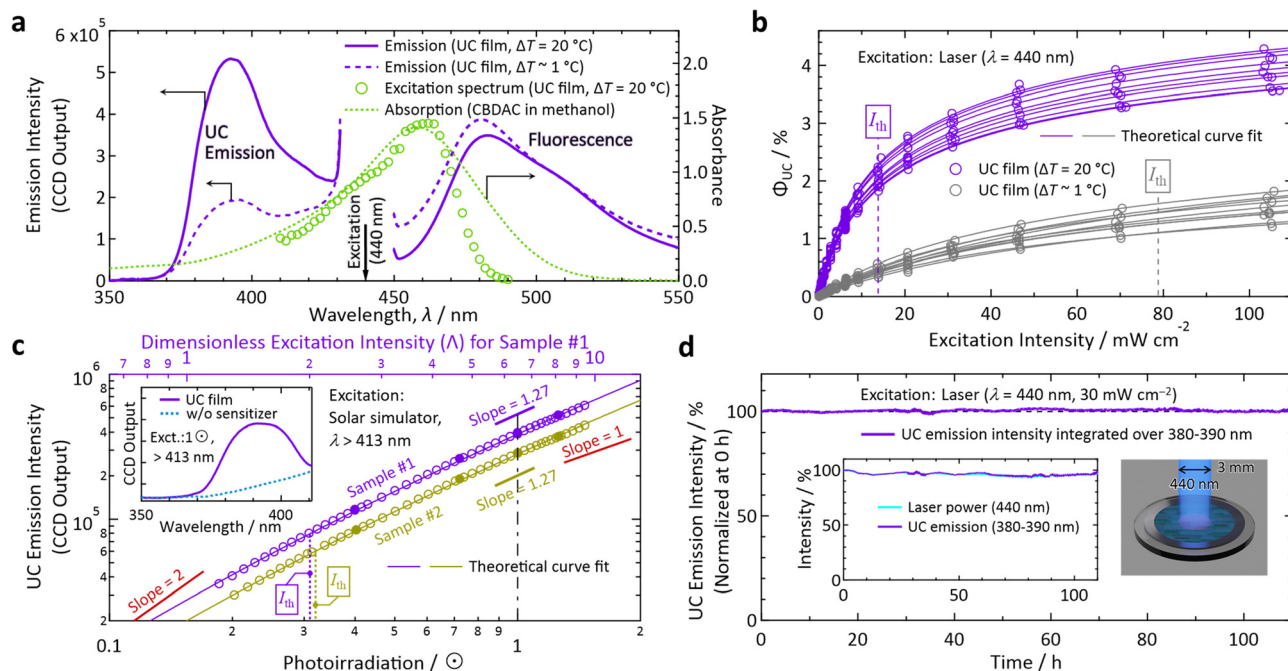 a
6 ×10⁵
5
4
3
2
1
0
Emission Intensity
(CCD Output)
Emission (UC film, ΔT = 20 °C)
Emission (UC film, ΔT ~ 1 °C)
Excitation spectrum (UC film, ΔT = 20 °C)
Absorption (CBDAC in methanol)
UC
Emission
Fluorescence
Excitation
(440 nm)
2.0
1.5
1.0
0.5
0.0
Absorbance
350 400 450 500 550
Wavelength, λ / nm
b
Excitation: Laser (λ = 440 nm)
4
3
2
1
0
Φ_UC / %
I_th
Theoretical curve fit
UC film (ΔT = 20 °C)
UC film (ΔT ~ 1 °C)
I_th
0 20 40 60 80 100
Excitation Intensity / mW cm⁻²
c
Dimensionless Excitation Intensity (Λ) for Sample #1
7 8 9 1 2 3 4 5 6 7 8 9 10
10⁶
8
6
4
2
10⁵
8
6
4
2
UC Emission Intensity
(CCD Output)
UC film
w/o sensitizer
Exct.:1 ☉,
> 413 nm
CCD Output
350 400
Wavelength / nm
Excitation:
Solar simulator,
λ > 413 nm
Slope = 1.27
Slope = 1
Sample #1
Sample #2
Slope = 1.27
Slope = 2
I_th
I_th
Theoretical curve fit
0.1 2 3 4 5 6 7 8 9 1 2
Photoirradiation / ☉
d
Excitation: Laser (λ = 440 nm, 30 mW cm⁻²)
UC emission intensity integrated over 380-390 nm
100
50
0
UC Emission Intensity / %
(Normalized at 0 h)
100
50
0
Intensity / %
Laser power (440 nm)
UC emission (380-390 nm)
0 50 100
3 mm
440 nm
0 20 40 60 80 100
Time / h